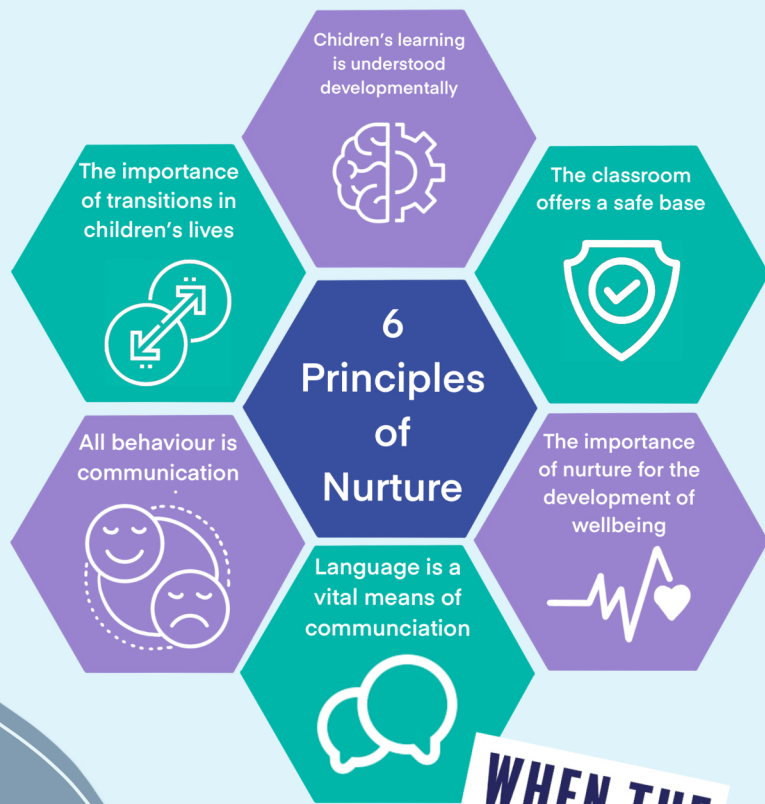 Chidren's learning
is understood
developmentally
The importance
of transitions in
children's lives
The classroom
offers a safe base
6
Principles
of
Nurture
All behaviour is
communication
The importance
of nurture for the
development of
wellbeing
Language is a
vital means of
communciation
WHEN THE